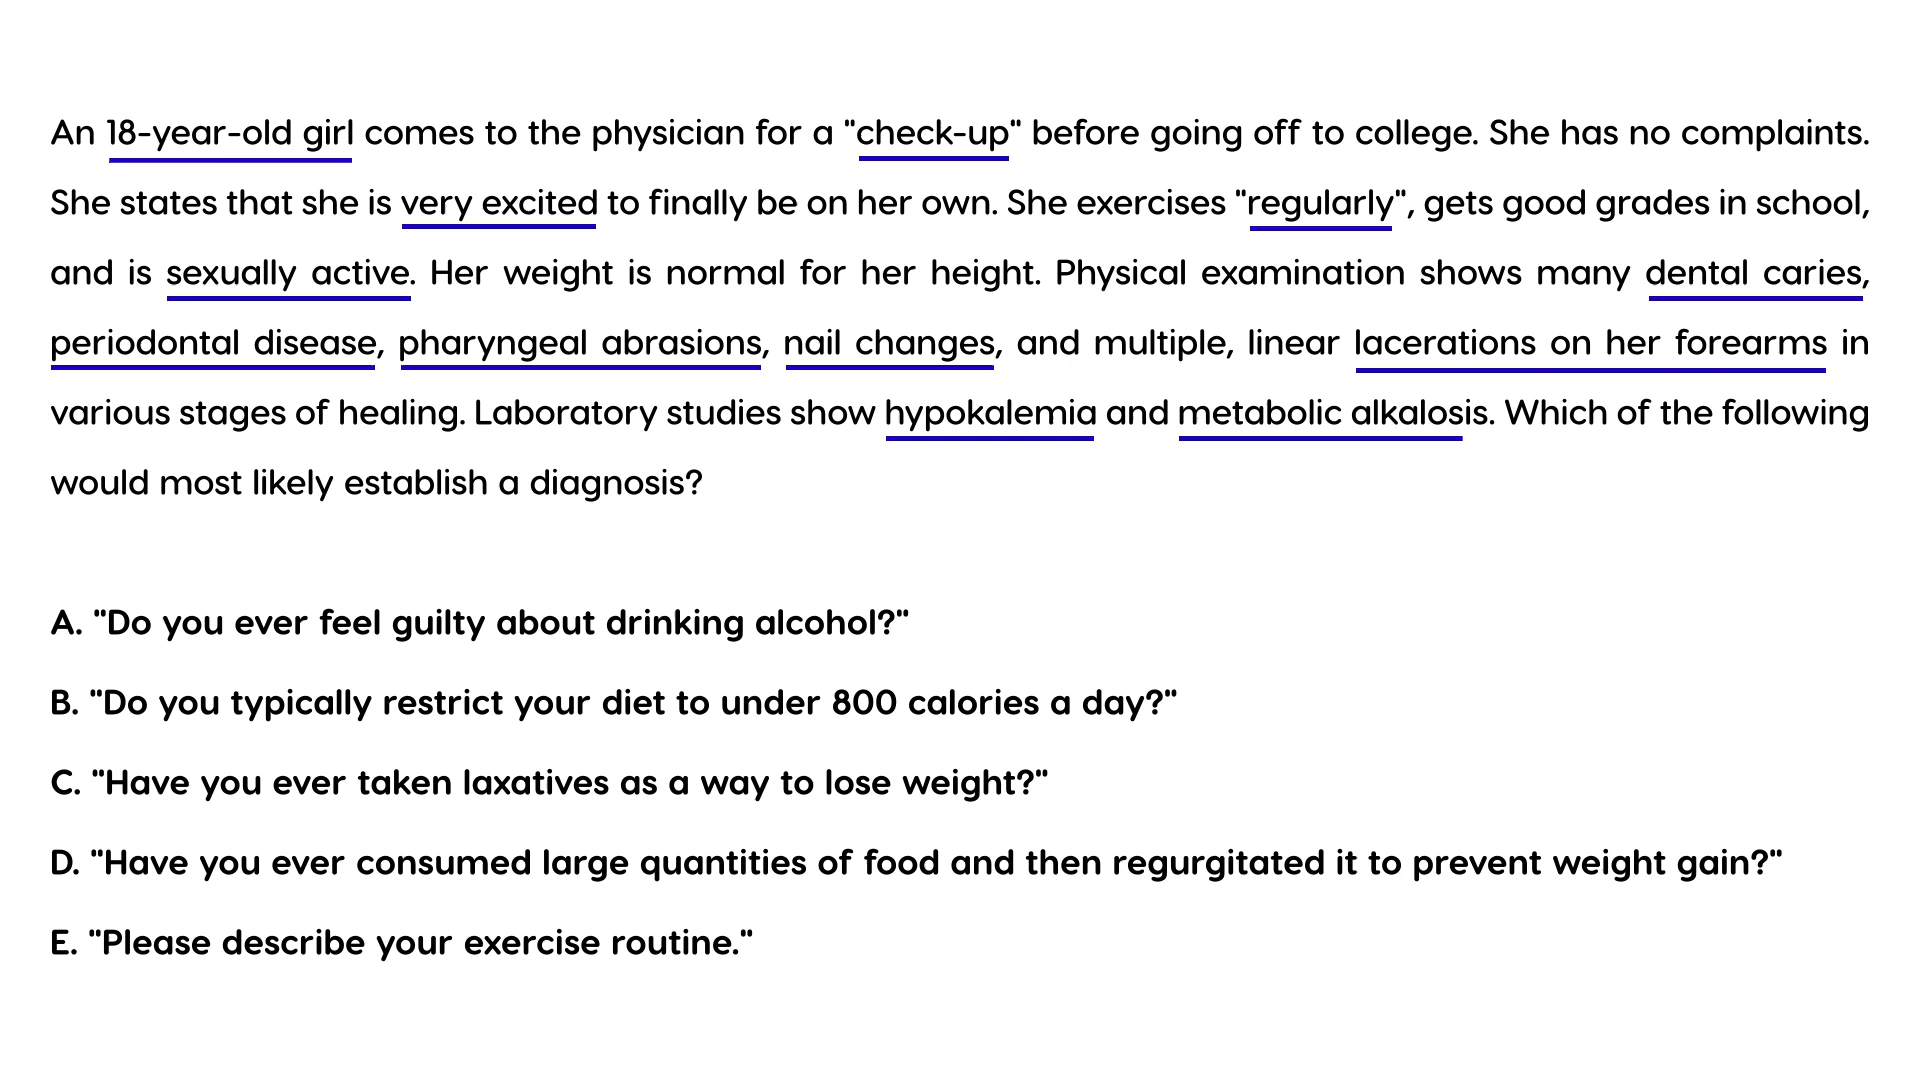 An 18-year-old girl comes to the physician for a "check-up" before going off to college. She has no complaints.
She states that she is very excited to finally be on her own. She exercises "regularly", gets good grades in school,
and is sexually active. Her weight is normal for her height. Physical examination shows many dental caries,
periodontal disease, pharyngeal abrasions, nail changes, and multiple, linear lacerations on her forearms in
various stages of healing. Laboratory studies show hypokalemia and metabolic alkalosis. Which of the following
would most likely establish a diagnosis?
A. "Do you ever feel guilty about drinking alcohol?"
B. "Do you typically restrict your diet to under 800 calories a day?"
C. "Have you ever taken laxatives as a way to lose weight?"
D. "Have you ever consumed large quantities of food and then regurgitated it to prevent weight gain?"
E. "Please describe your exercise routine."